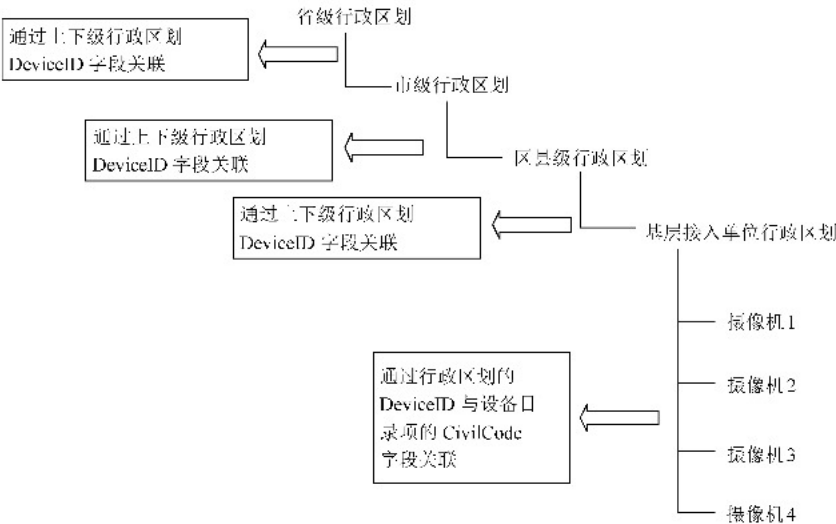 省级行政区划
通过上下级行政区划
DeviceID 字段关联
市级行政区划
通过上下级行政区划
DeviceID 字段关联
区县级行政区划
通过上下级行政区划
DeviceID 字段关联
基层接入单位行政区划
摄像机1
通过行政区划的
DeviceID 与设备目
录项的 CivilCode
字段关联
摄像机2
摄像机3
摄像机4